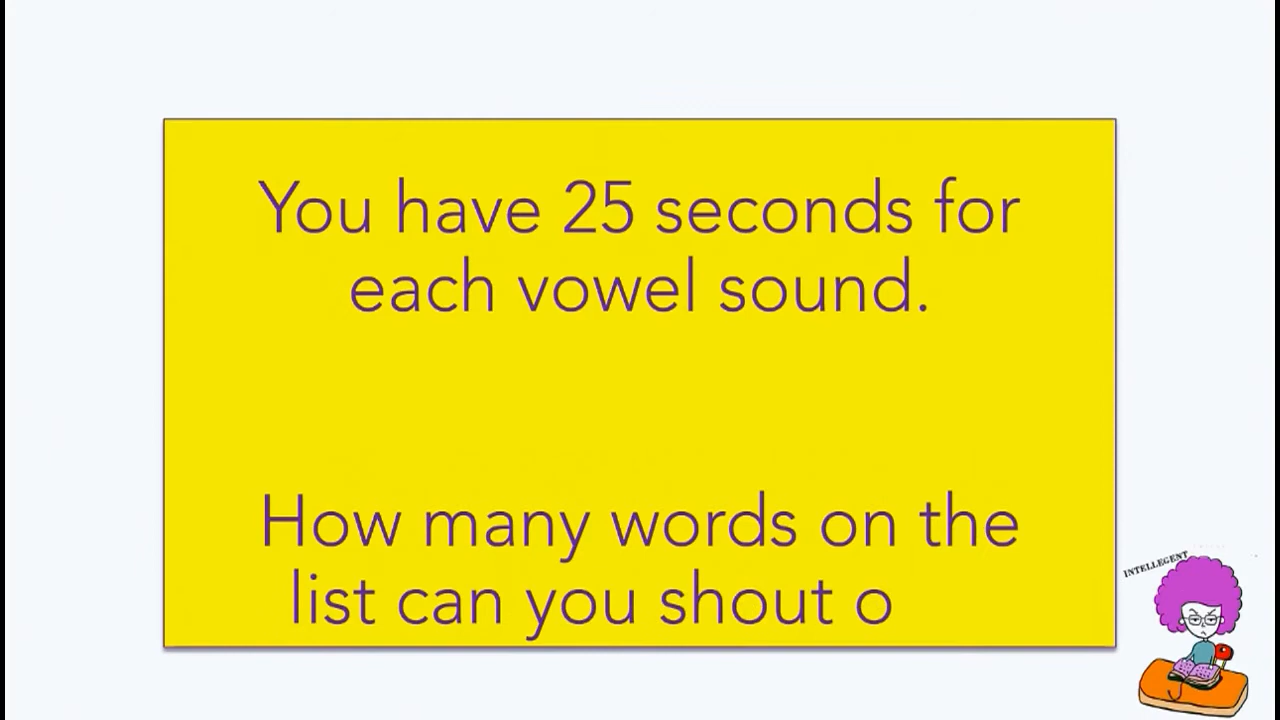 You have 25 seconds for
each vowel sound.
How many words on the
list can you shout o
INTELLEGENT